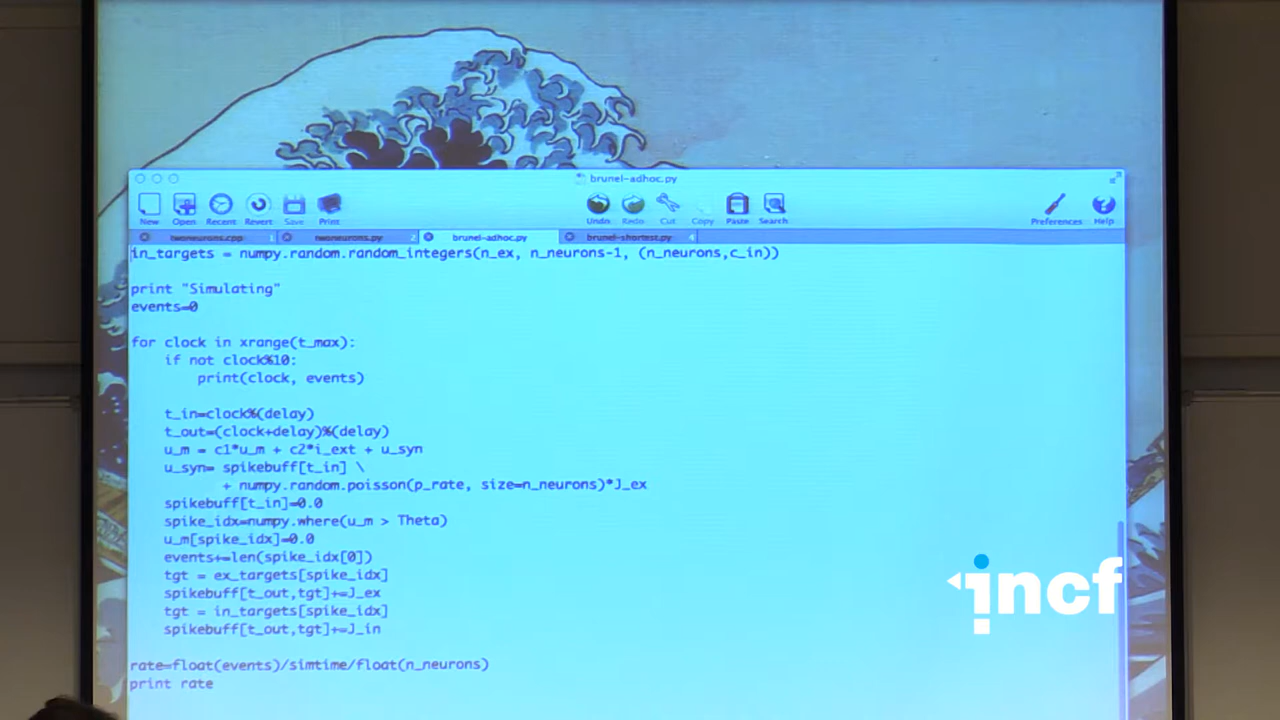 brunel-adhoc.py
New Open Recent Revert Save Print Undo Redo Cut Copy Paste Search Preferences Help
twoneurons.cpp 1 twoneurons.py 2 brunel-adhoc.py brunel-shortest.py 4
in_targets = numpy.random.random_integers(n_ex, n_neurons-1, (n_neurons,c_in))
print "Simulating"
events=0
for clock in xrange(t_max):
if not clock%10:
print(clock, events)
t_in=clock%(delay)
t_out=(clock+delay)%(delay)
u_m = c1*u_m + c2*i_ext + u_syn
u_syn= spikebuff[t_in] \
+ numpy.random.poisson(p_rate, size=n_neurons)*J_ex
spikebuff[t_in]=0.0
spike_idx=numpy.where(u_m > Theta)
u_m[spike_idx]=0.0
events+=len(spike_idx[0])
tgt = ex_targets[spike_idx]
spikebuff[t_out,tgt]+=J_ex
tgt = in_targets[spike_idx]
spikebuff[t_out,tgt]+=J_in
incf
rate=float(events)/simtime/float(n_neurons)
print rate